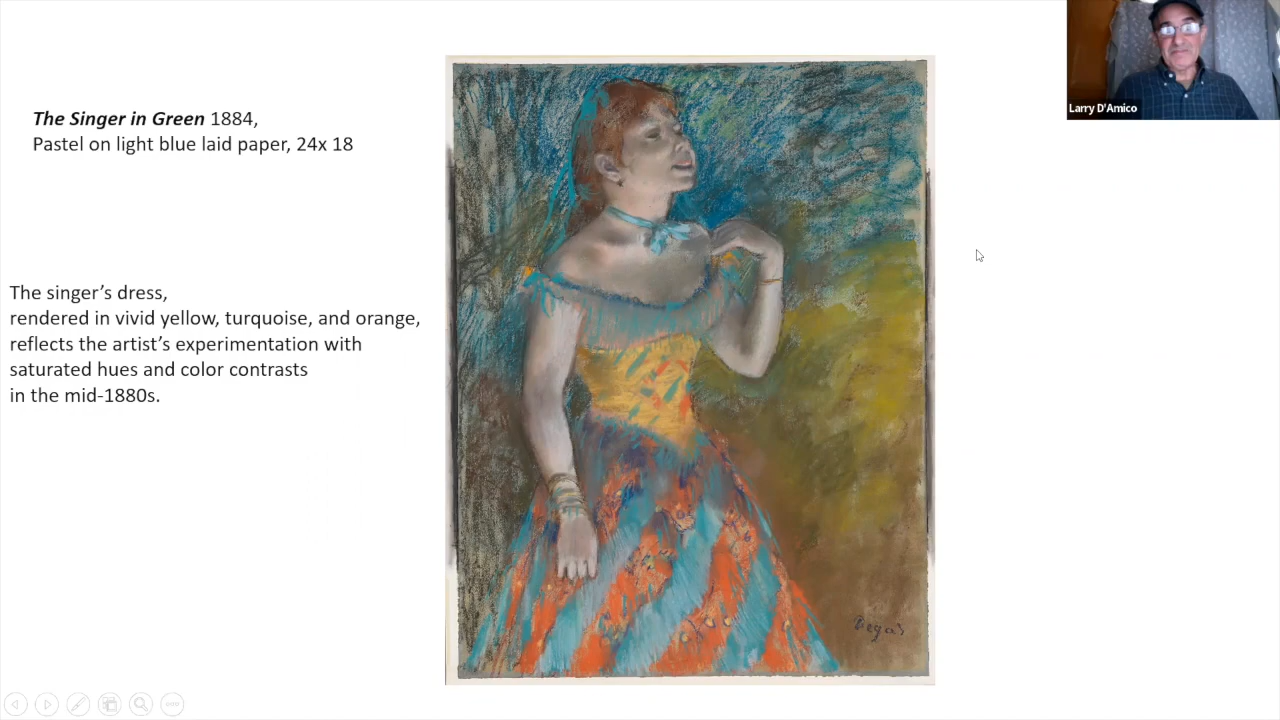 The Singer in Green 1884,
Pastel on light blue laid paper, 24x 18
The singer's dress,
rendered in vivid yellow, turquoise, and orange,
reflects the artist's experimentation with
saturated hues and color contrasts
in the mid-1880s.
Degas
Larry D'Amico